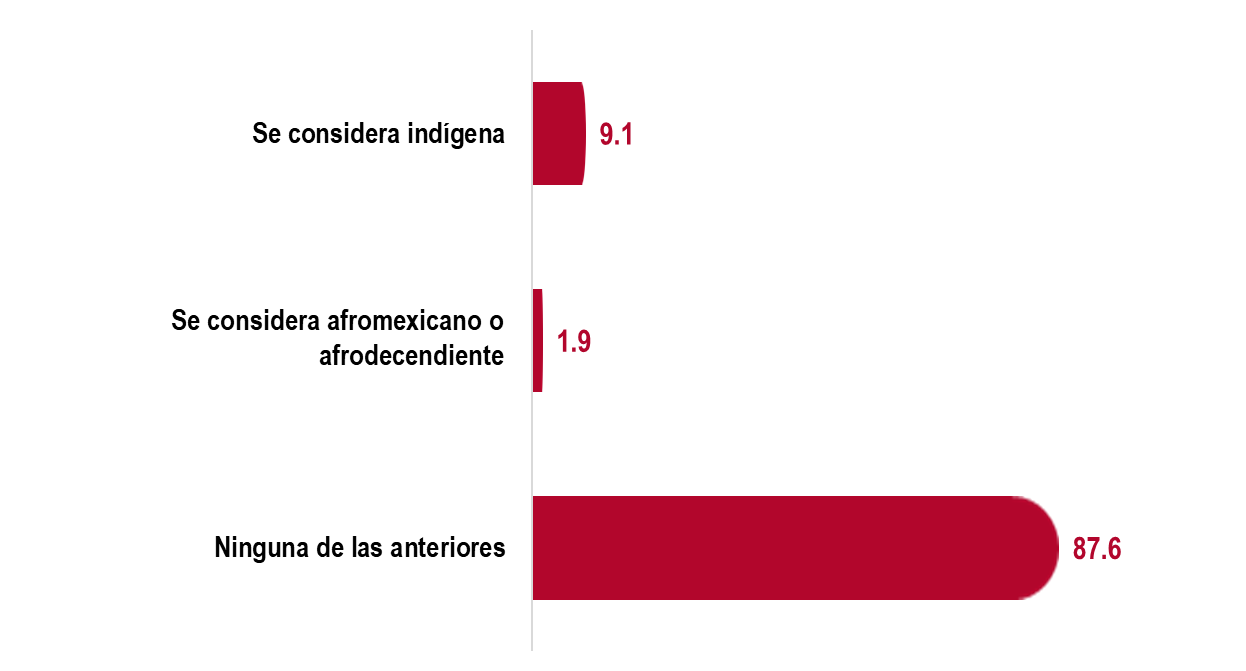 Se considera indígena
9.1
Se considera afromexicano o
afrodecendiente
1.9
Ninguna de las anteriores
87.6